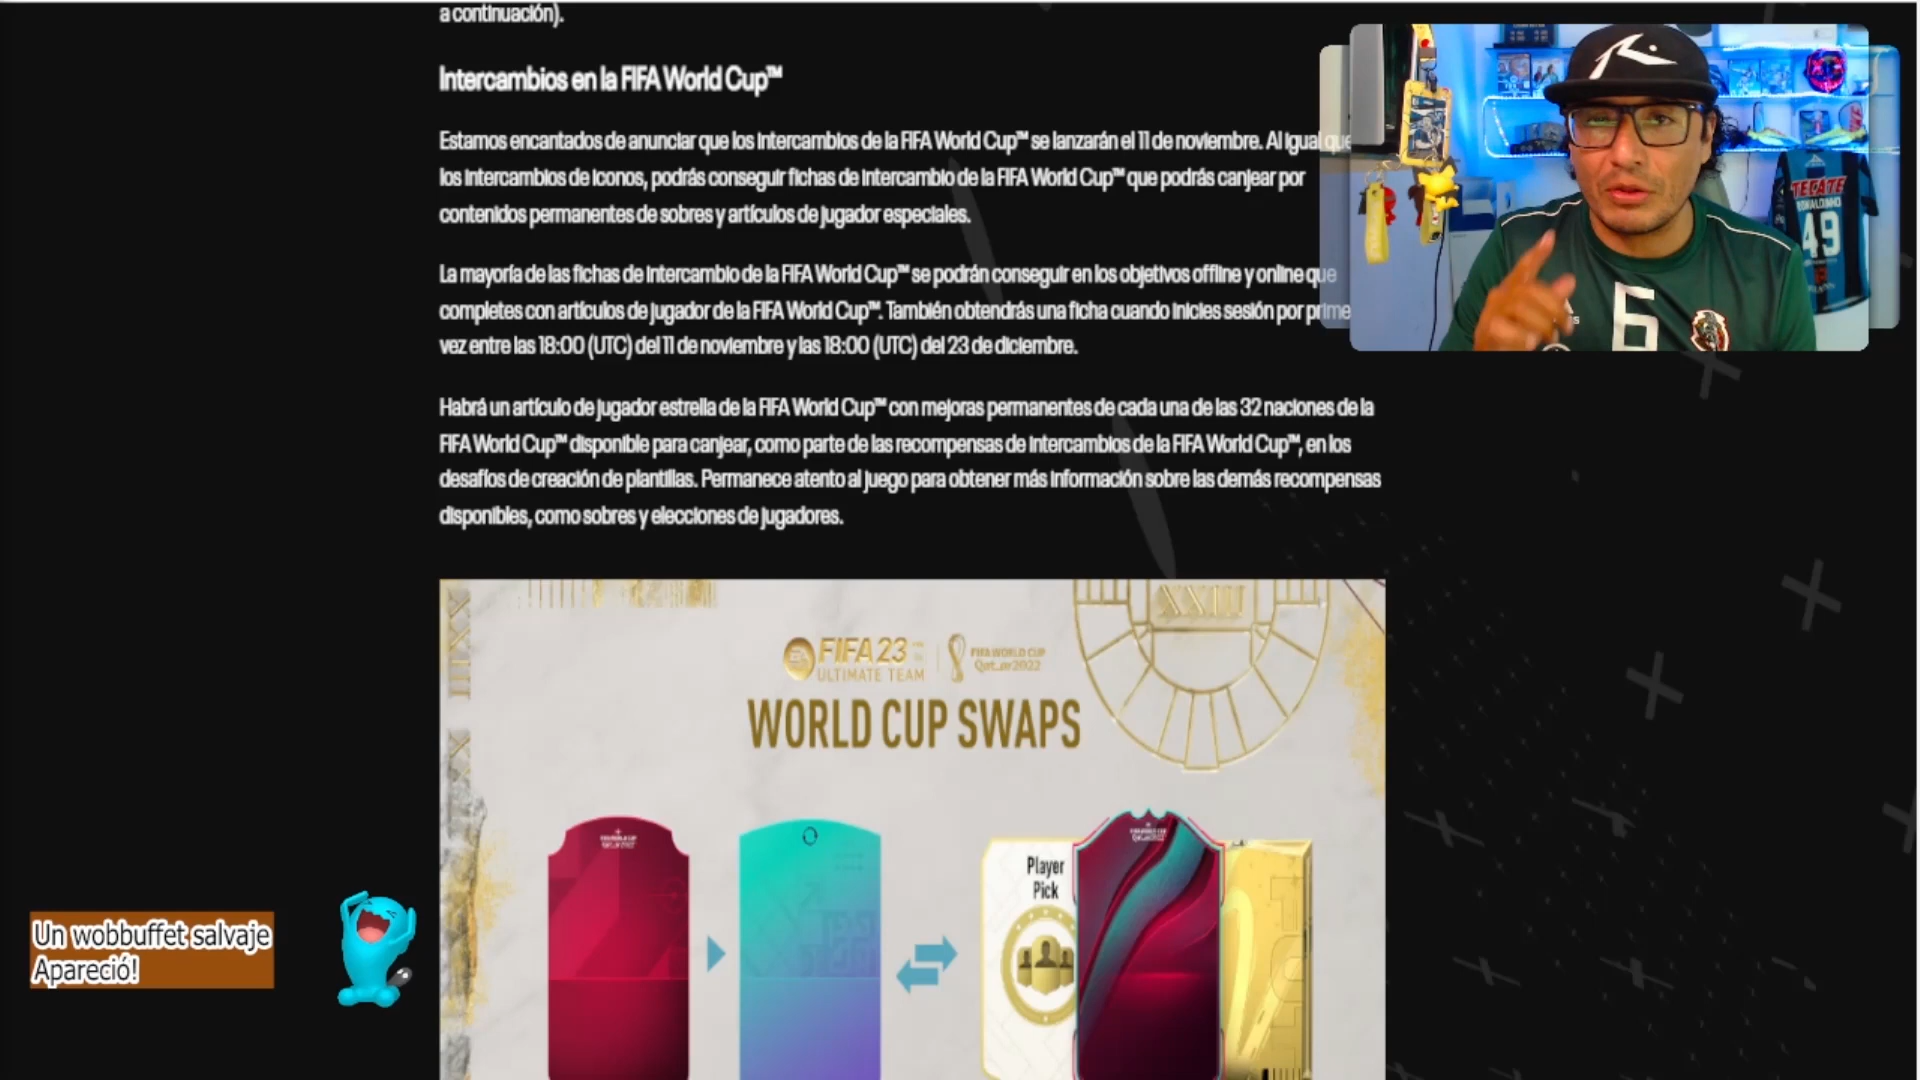 a continuación).
Intercambios en la FIFA World Cup™
Estamos encantados de anunciar que los intercambios de la FIFA World Cup™ se lanzarán el 11 de noviembre. Al igual que
los intercambios de iconos, podrás conseguir fichas de intercambio de la FIFA World Cup™ que podrás canjear por
contenidos permanentes de sobres y artículos de jugador especiales.
La mayoría de las fichas de intercambio de la FIFA World Cup™ se podrán conseguir en los objetivos offline y online que
completes con artículos de jugador de la FIFA World Cup™. También obtendrás una ficha cuando inicies sesión por prime
vez entre las 18:00 (UTC) del 11 de noviembre y las 18:00 (UTC) del 23 de diciembre.
Habrá un artículo de jugador estrella de la FIFA World Cup™ con mejoras permanentes de cada una de las 32 naciones de la
FIFA World Cup™ disponible para canjear, como parte de las recompensas de intercambios de la FIFA World Cup™, en los
desafíos de creación de plantillas. Permanece atento al juego para obtener más información sobre las demás recompensas
disponibles, como sobres y elecciones de jugadores.
TECATE
RONALDINHO
49
6
XXIII
XXIII
FIFA 23
ULTIMATE TEAM
FIFA WORLD CUP
Qatar2022
WORLD CUP SWAPS
Player
Pick
Un wobbuffet salvaje
Apareció!